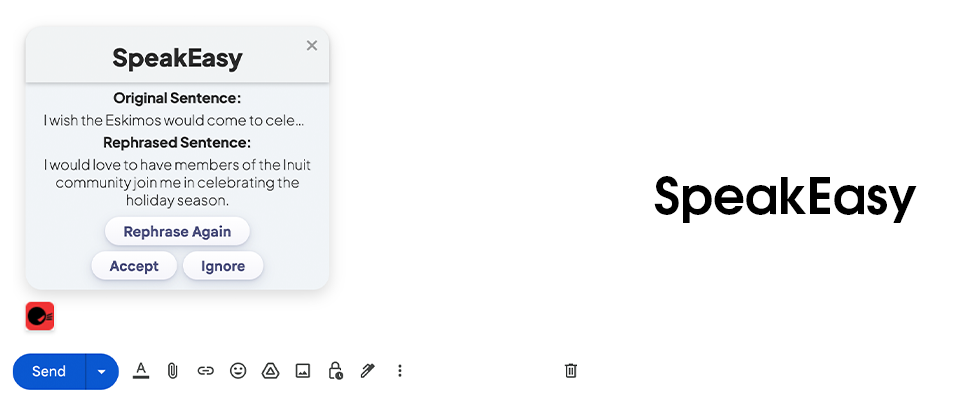 SpeakEasy
Original Sentence:
I wish the Eskimos would come to cele...
Rephrased Sentence:
I would love to have members of the Inuit
community join me in celebrating the
holiday season.
Rephrase Again
Accept Ignore
Send
SpeakEasy